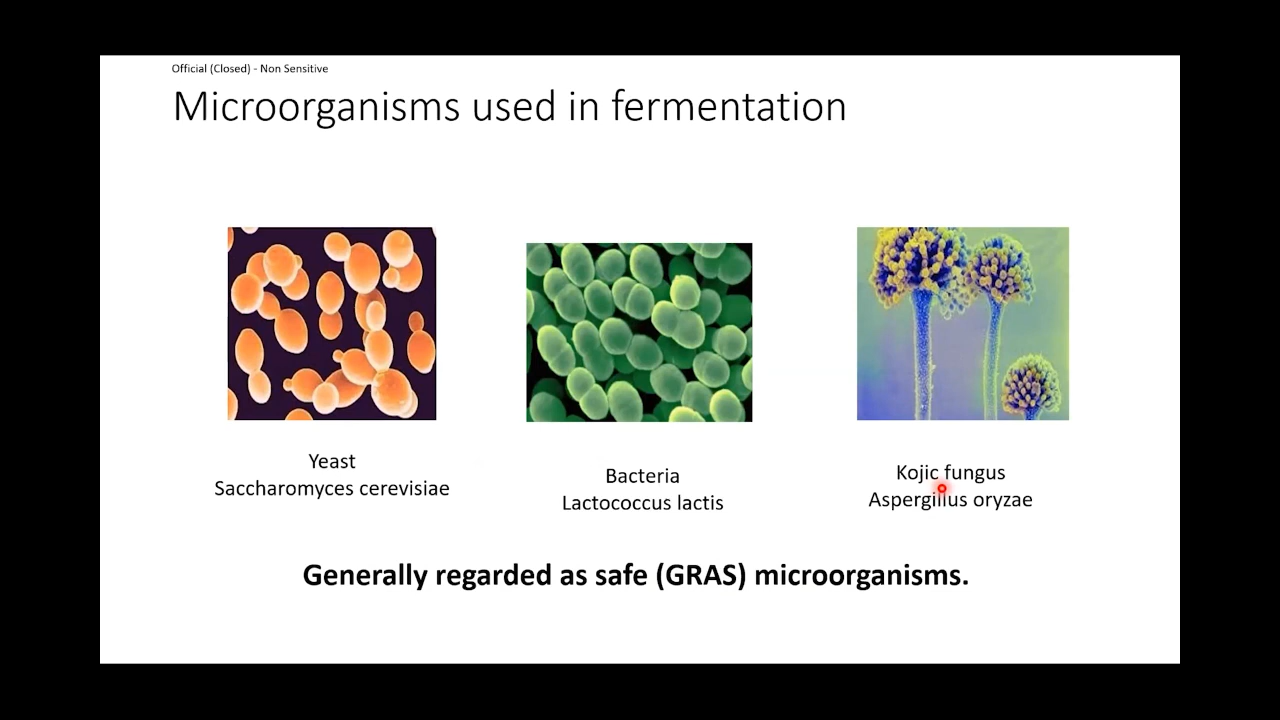 Official (Closed) - Non Sensitive
Microorganisms used in fermentation
Yeast
Saccharomyces cerevisiae
Bacteria
Lactococcus lactis
Kojic fungus
Aspergillus oryzae
Generally regarded as safe (GRAS) microorganisms.